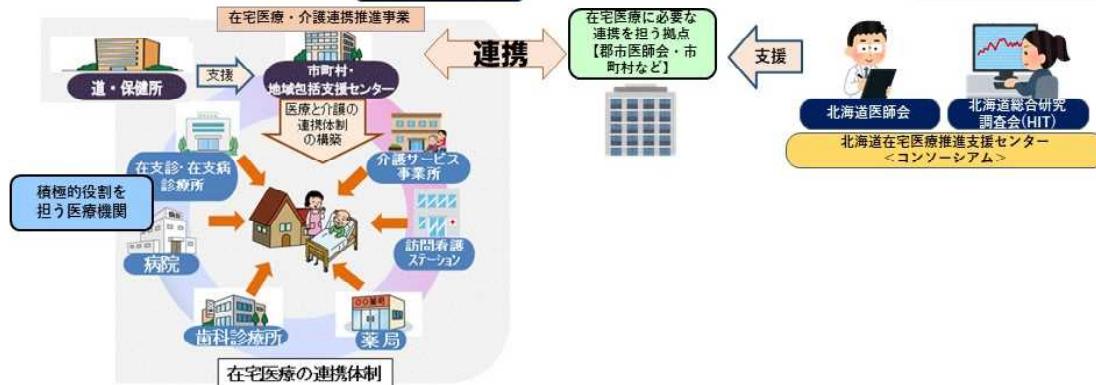 在宅医療・介護連携推進事業
道・保健所
支援
市町村・
地域包括支援センター
医療と介護の
連携体制
の構築
在支診・在支病
診療所
介護サービス
事業所
積極的役割を
担う医療機関
病院
訪問看護
ステーション
歯科診療所
〇〇薬局
薬局
在宅医療の連携体制
連携
在宅医療に必要な
連携を担う拠点
【郡市医師会・市
町村など】
支援
北海道医師会
北海道総合研究
調査会(HIT)
北海道在宅医療推進支援センター
<コンソーシアム>